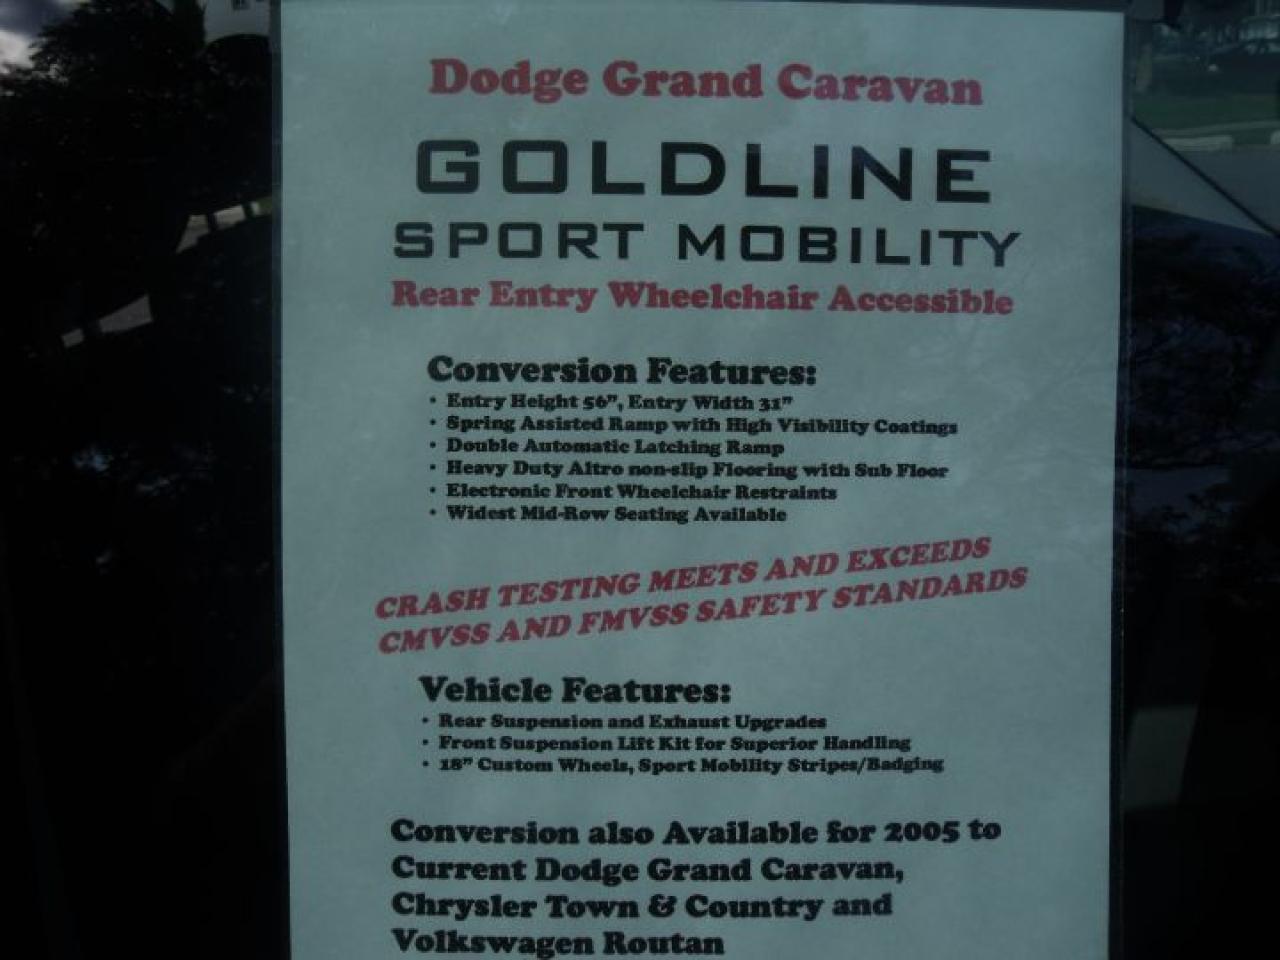 Dodge Grand Caravan
GOLDLINE
SPORT MOBILITY
Rear Entry Wheelchair Accessible
Conversion Features:
• Entry Height 56", Entry Width 31"
• Spring Assisted Ramp with High Visibility Coatings
• Double Automatic Latching Ramp
• Heavy Duty Altro non-slip Flooring with Sub Floor
• Electronic Front Wheelchair Restraints
• Widest Mid-Row Seating Available
CRASH TESTING MEETS AND EXCEEDS
CMVSS AND FMVSS SAFETY STANDARDS
Vehicle Features:
• Rear Suspension and Exhaust Upgrades
• Front Suspension Lift Kit for Superior Handling
• 18" Custom Wheels, Sport Mobility Stripes/Badging
Conversion also Available for 2005 to
Current Dodge Grand Caravan,
Chrysler Town & Country and
Volkswagen Routan